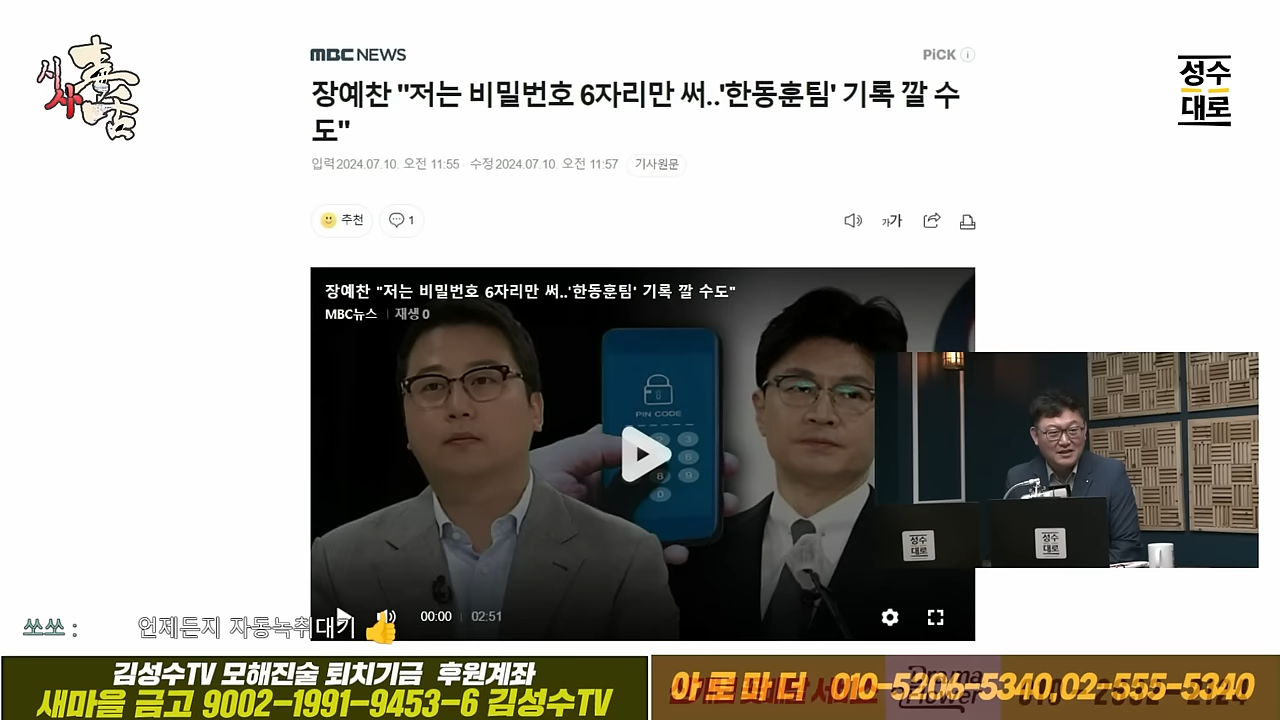 시사
MBC NEWS
PiCK i
장예찬 "저는 비밀번호 6자리만 써..'한동훈팀' 기록 깔 수
도"
입력2024.07.10. 오전 11:55 · 수정2024.07.10. 오전 11:57 기사원문
추천 1
가가
성수
대로
장예찬 "저는 비밀번호 6자리만 써..'한동훈팀' 기록 깔 수도"
MBC뉴스 | 재생 0
PIN CODE
3
6
8 9
0
성수
대로
성수
대로
00:00 | 02:51
쏘쏘 : 언제든지 자동녹취대기 👍
김성수TV 모해진술 퇴치기금 후원계좌
새마을 금고 9002-1991-9453-6 김성수TV
아로마더 010-5206-5340,02-555-5340